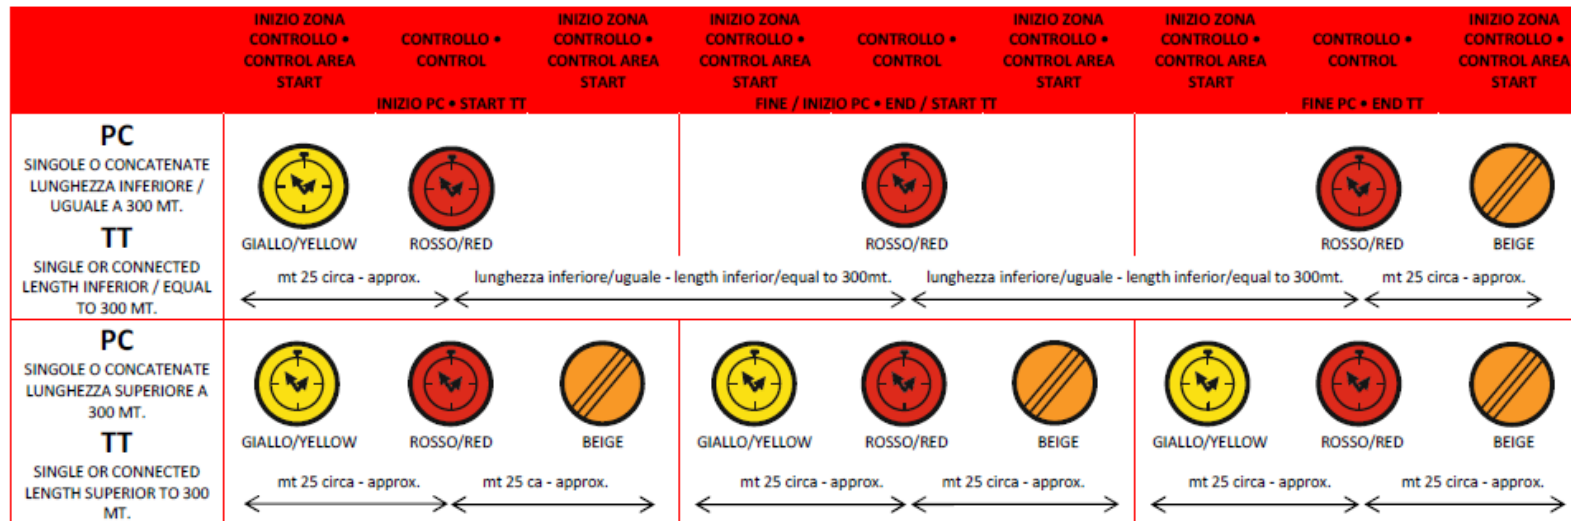 INIZIO ZONA
CONTROLLO •
CONTROL AREA
START
CONTROLLO •
CONTROL
INIZIO ZONA
CONTROLLO •
CONTROL AREA
START
INIZIO ZONA
CONTROLLO •
CONTROL AREA
START
CONTROLLO •
CONTROL
INIZIO ZONA
CONTROLLO •
CONTROL AREA
START
INIZIO ZONA
CONTROLLO •
CONTROL AREA
START
CONTROLLO •
CONTROL
INIZIO ZONA
CONTROLLO •
CONTROL AREA
START
INIZIO PC • START TT
FINE / INIZIO PC • END / START TT
FINE PC • END TT
PC
SINGOLE O CONCATENATE
LUNGHEZZA INFERIORE /
UGUALE A 300 MT.
TT
SINGLE OR CONNECTED
LENGTH INFERIOR / EQUAL
TO 300 MT.
GIALLO/YELLOW
ROSSO/RED
ROSSO/RED
ROSSO/RED
BEIGE
mt 25 circa - approx.
lunghezza inferiore/uguale - length inferior/equal to 300mt.
lunghezza inferiore/uguale - length inferior/equal to 300mt.
mt 25 circa - approx.
PC
SINGOLE O CONCATENATE
LUNGHEZZA SUPERIORE A
300 MT.
TT
SINGLE OR CONNECTED
LENGTH SUPERIOR TO 300
MT.
GIALLO/YELLOW
ROSSO/RED
BEIGE
GIALLO/YELLOW
ROSSO/RED
BEIGE
GIALLO/YELLOW
ROSSO/RED
BEIGE
mt 25 circa - approx.
mt 25 ca - approx.
mt 25 circa - approx.
mt 25 circa - approx.
mt 25 circa - approx.
mt 25 circa - approx.